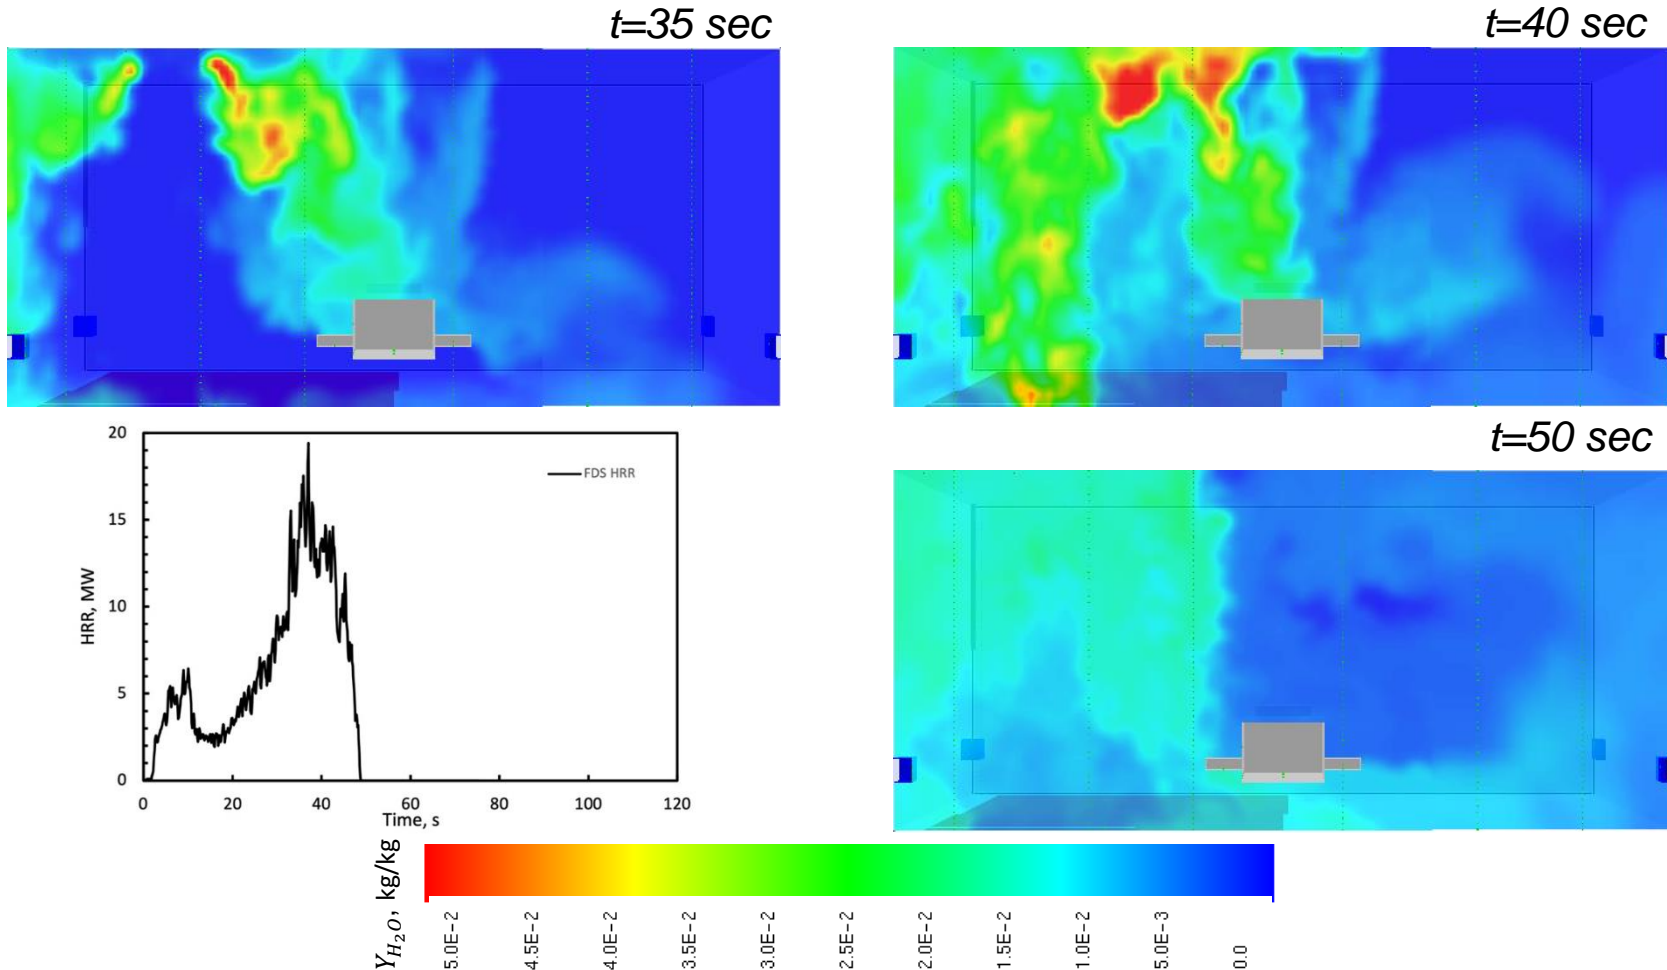 t=35 sec
t=40 sec
20
15
10
5
0
HRR, MW
FDS HRR
0 20 40 60 80 100 120
Time, s
t=50 sec
Y_{H_2O}, kg/kg
5.0E-2
4.5E-2
4.0E-2
3.5E-2
3.0E-2
2.5E-2
2.0E-2
1.5E-2
1.0E-2
5.0E-3
0.0